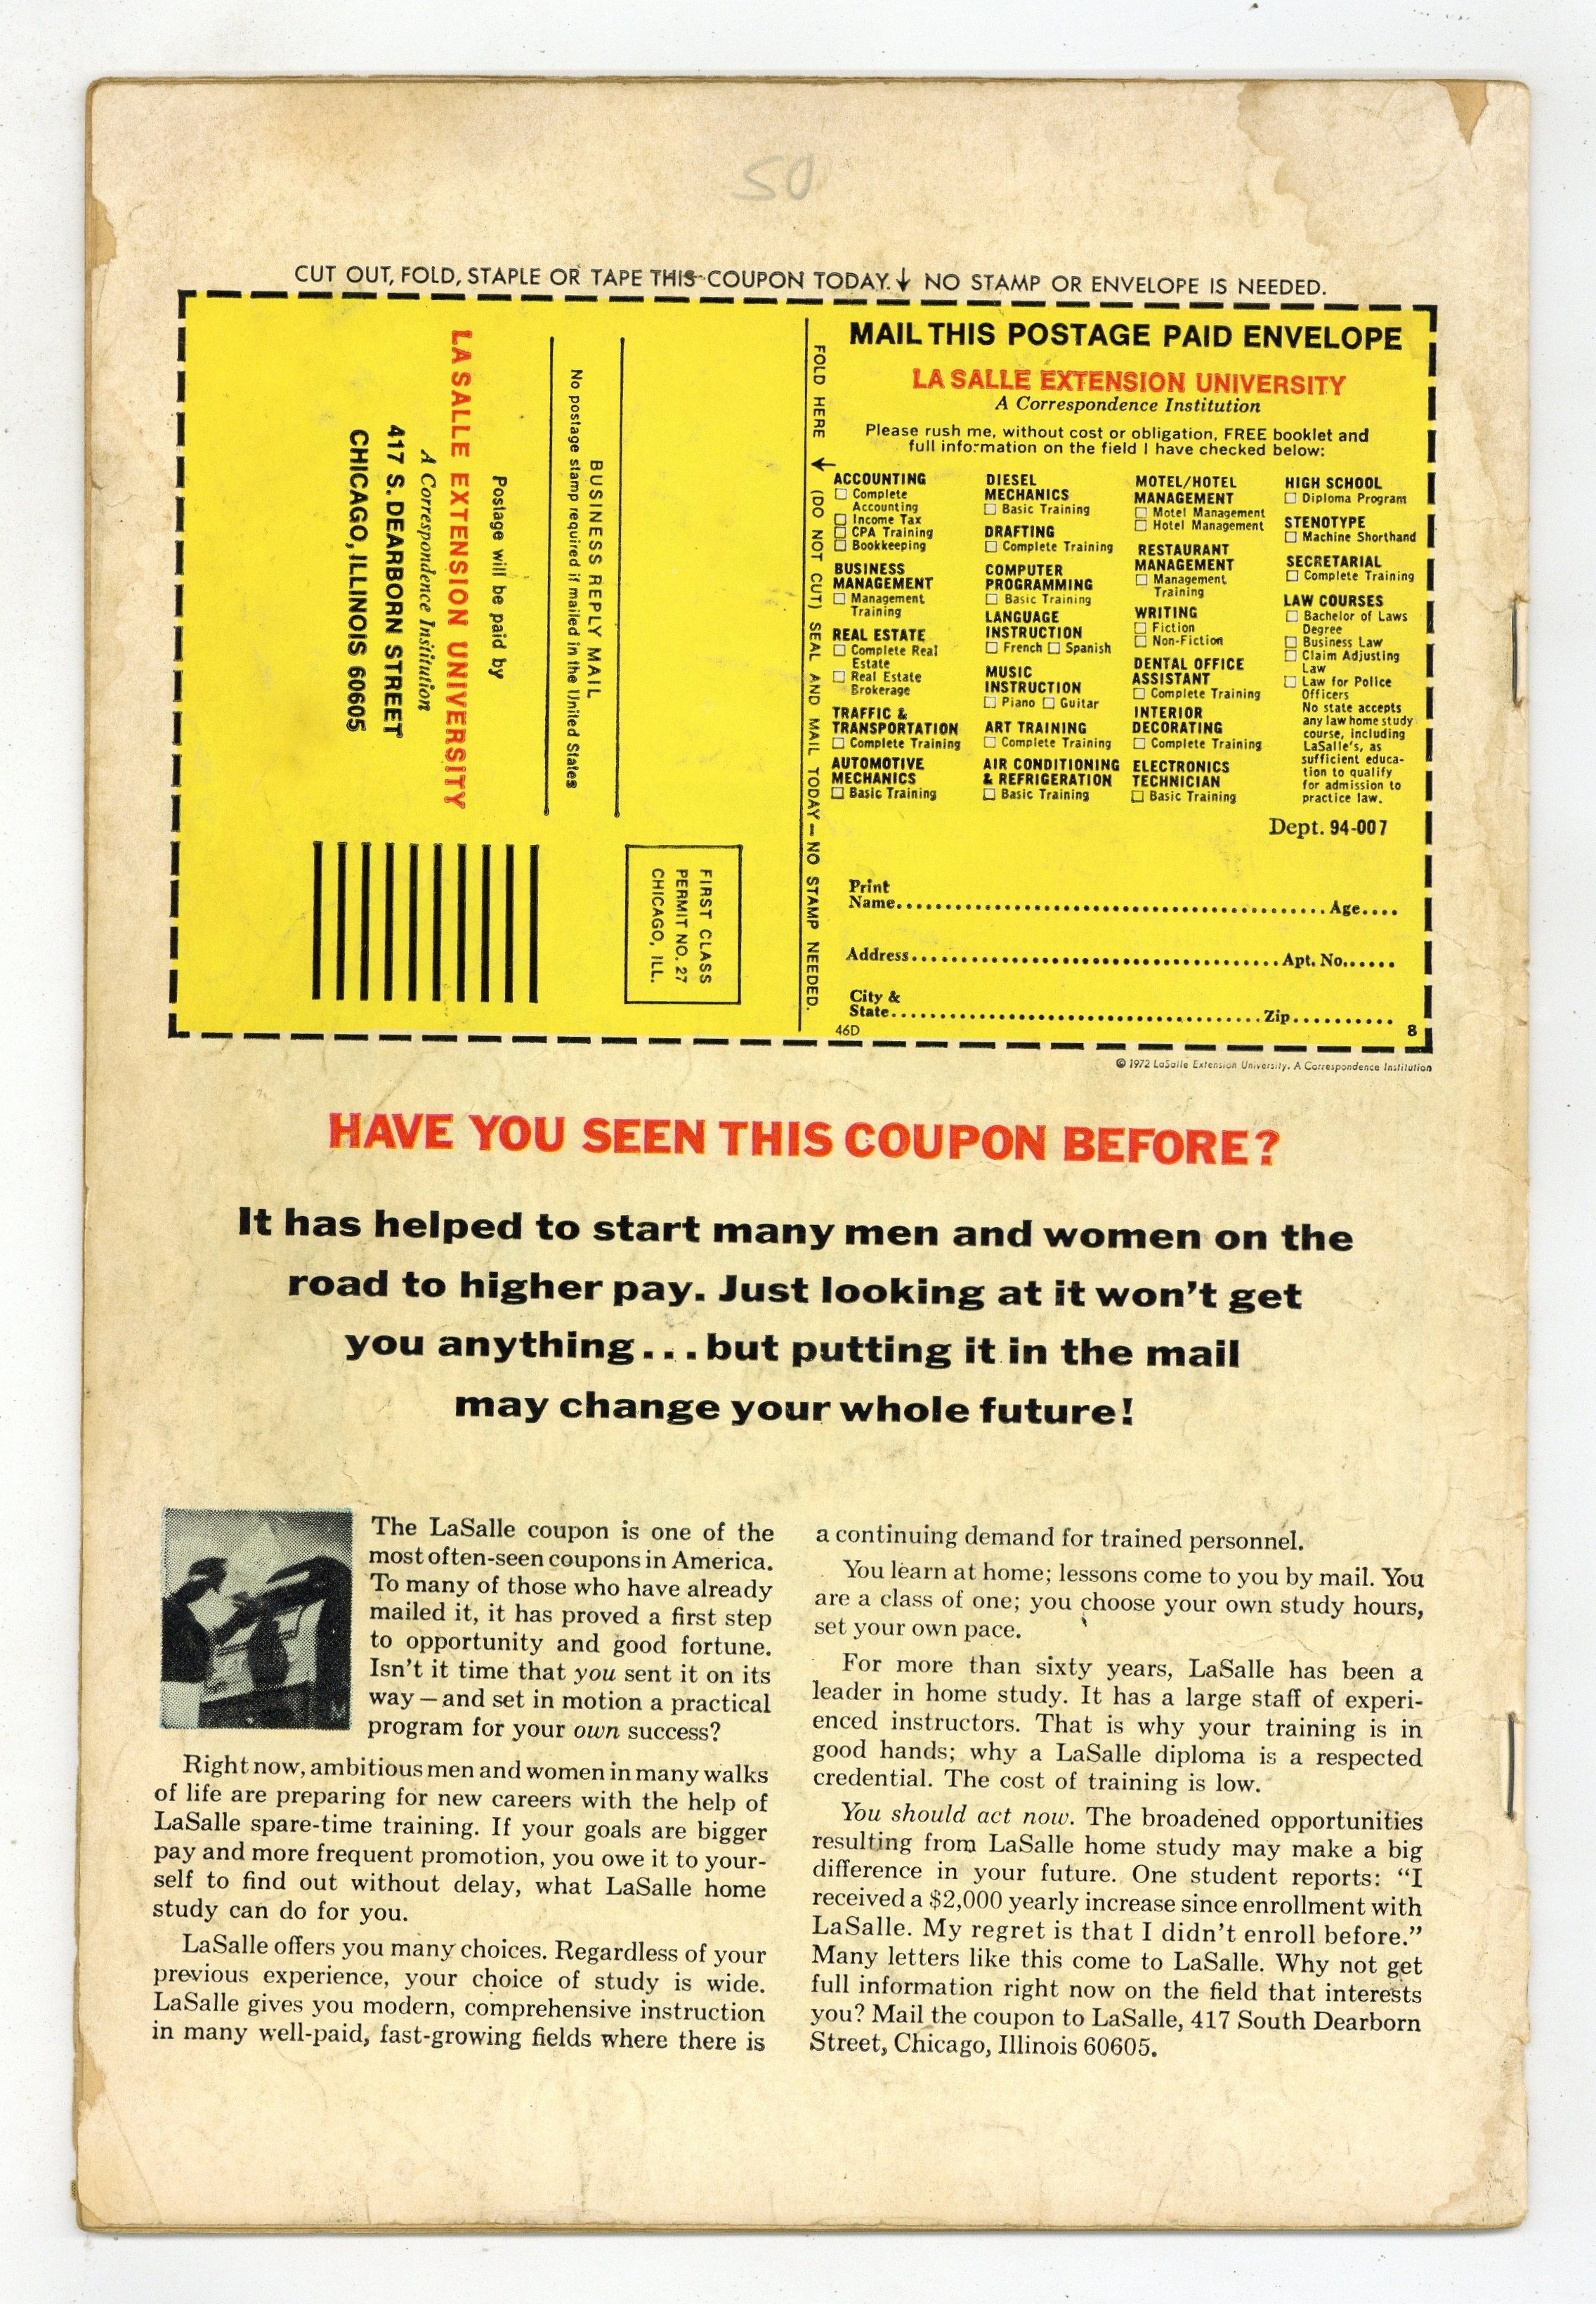 50
CUT OUT, FOLD, STAPLE OR TAPE THIS COUPON TODAY.↓ NO STAMP OR ENVELOPE IS NEEDED.
No postage stamp required if mailed in the United States
BUSINESS REPLY MAIL
Postage will be paid by
LA SALLE EXTENSION UNIVERSITY
A Correspondence Institution
417 S. DEARBORN STREET
CHICAGO, ILLINOIS 60605
FIRST CLASS
PERMIT NO. 27
CHICAGO, ILL.
FOLD HERE ↓ (DO NOT CUT) SEAL AND MAIL TODAY — NO STAMP NEEDED.
MAIL THIS POSTAGE PAID ENVELOPE
LA SALLE EXTENSION UNIVERSITY
A Correspondence Institution
Please rush me, without cost or obligation, FREE booklet and
full information on the field I have checked below:
ACCOUNTING
☐ Complete
Accounting
☐ Income Tax
☐ CPA Training
☐ Bookkeeping
BUSINESS
MANAGEMENT
☐ Management
Training
REAL ESTATE
☐ Complete Real
Estate
☐ Real Estate
Brokerage
TRAFFIC &
TRANSPORTATION
☐ Complete Training
AUTOMOTIVE
MECHANICS
☐ Basic Training
DIESEL
MECHANICS
☐ Basic Training
DRAFTING
☐ Complete Training
COMPUTER
PROGRAMMING
☐ Basic Training
LANGUAGE
INSTRUCTION
☐ French ☐ Spanish
MUSIC
INSTRUCTION
☐ Piano ☐ Guitar
ART TRAINING
☐ Complete Training
AIR CONDITIONING
& REFRIGERATION
☐ Basic Training
MOTEL/HOTEL
MANAGEMENT
☐ Motel Management
☐ Hotel Management
RESTAURANT
MANAGEMENT
☐ Management
Training
WRITING
☐ Fiction
☐ Non-Fiction
DENTAL OFFICE
ASSISTANT
☐ Complete Training
INTERIOR
DECORATING
☐ Complete Training
ELECTRONICS
TECHNICIAN
☐ Basic Training
HIGH SCHOOL
☐ Diploma Program
STENOTYPE
☐ Machine Shorthand
SECRETARIAL
☐ Complete Training
LAW COURSES
☐ Bachelor of Laws
Degree
☐ Business Law
☐ Claim Adjusting
Law
☐ Law for Police
Officers
No state accepts
any law home study
course, including
LaSalle's, as
sufficient educa-
tion to qualify
for admission to
practice law.
Dept. 94-007
Print
Name.......... Age....
Address.......... Apt. No......
City &
State.......... Zip..........
46D 8
© 1972 LaSalle Extension University. A Correspondence Institution
HAVE YOU SEEN THIS COUPON BEFORE?
It has helped to start many men and women on the
road to higher pay. Just looking at it won't get
you anything...but putting it in the mail
may change your whole future!
The LaSalle coupon is one of the
most often-seen coupons in America.
To many of those who have already
mailed it, it has proved a first step
to opportunity and good fortune.
Isn't it time that you sent it on its
way — and set in motion a practical
program for your own success?
Right now, ambitious men and women in many walks
of life are preparing for new careers with the help of
LaSalle spare-time training. If your goals are bigger
pay and more frequent promotion, you owe it to your-
self to find out without delay, what LaSalle home
study can do for you.
LaSalle offers you many choices. Regardless of your
previous experience, your choice of study is wide.
LaSalle gives you modern, comprehensive instruction
in many well-paid, fast-growing fields where there is
a continuing demand for trained personnel.
You learn at home; lessons come to you by mail. You
are a class of one; you choose your own study hours,
set your own pace.
For more than sixty years, LaSalle has been a
leader in home study. It has a large staff of experi-
enced instructors. That is why your training is in
good hands; why a LaSalle diploma is a respected
credential. The cost of training is low.
You should act now. The broadened opportunities
resulting from LaSalle home study may make a big
difference in your future. One student reports: "I
received a $2,000 yearly increase since enrollment with
LaSalle. My regret is that I didn't enroll before."
Many letters like this come to LaSalle. Why not get
full information right now on the field that interests
you? Mail the coupon to LaSalle, 417 South Dearborn
Street, Chicago, Illinois 60605.